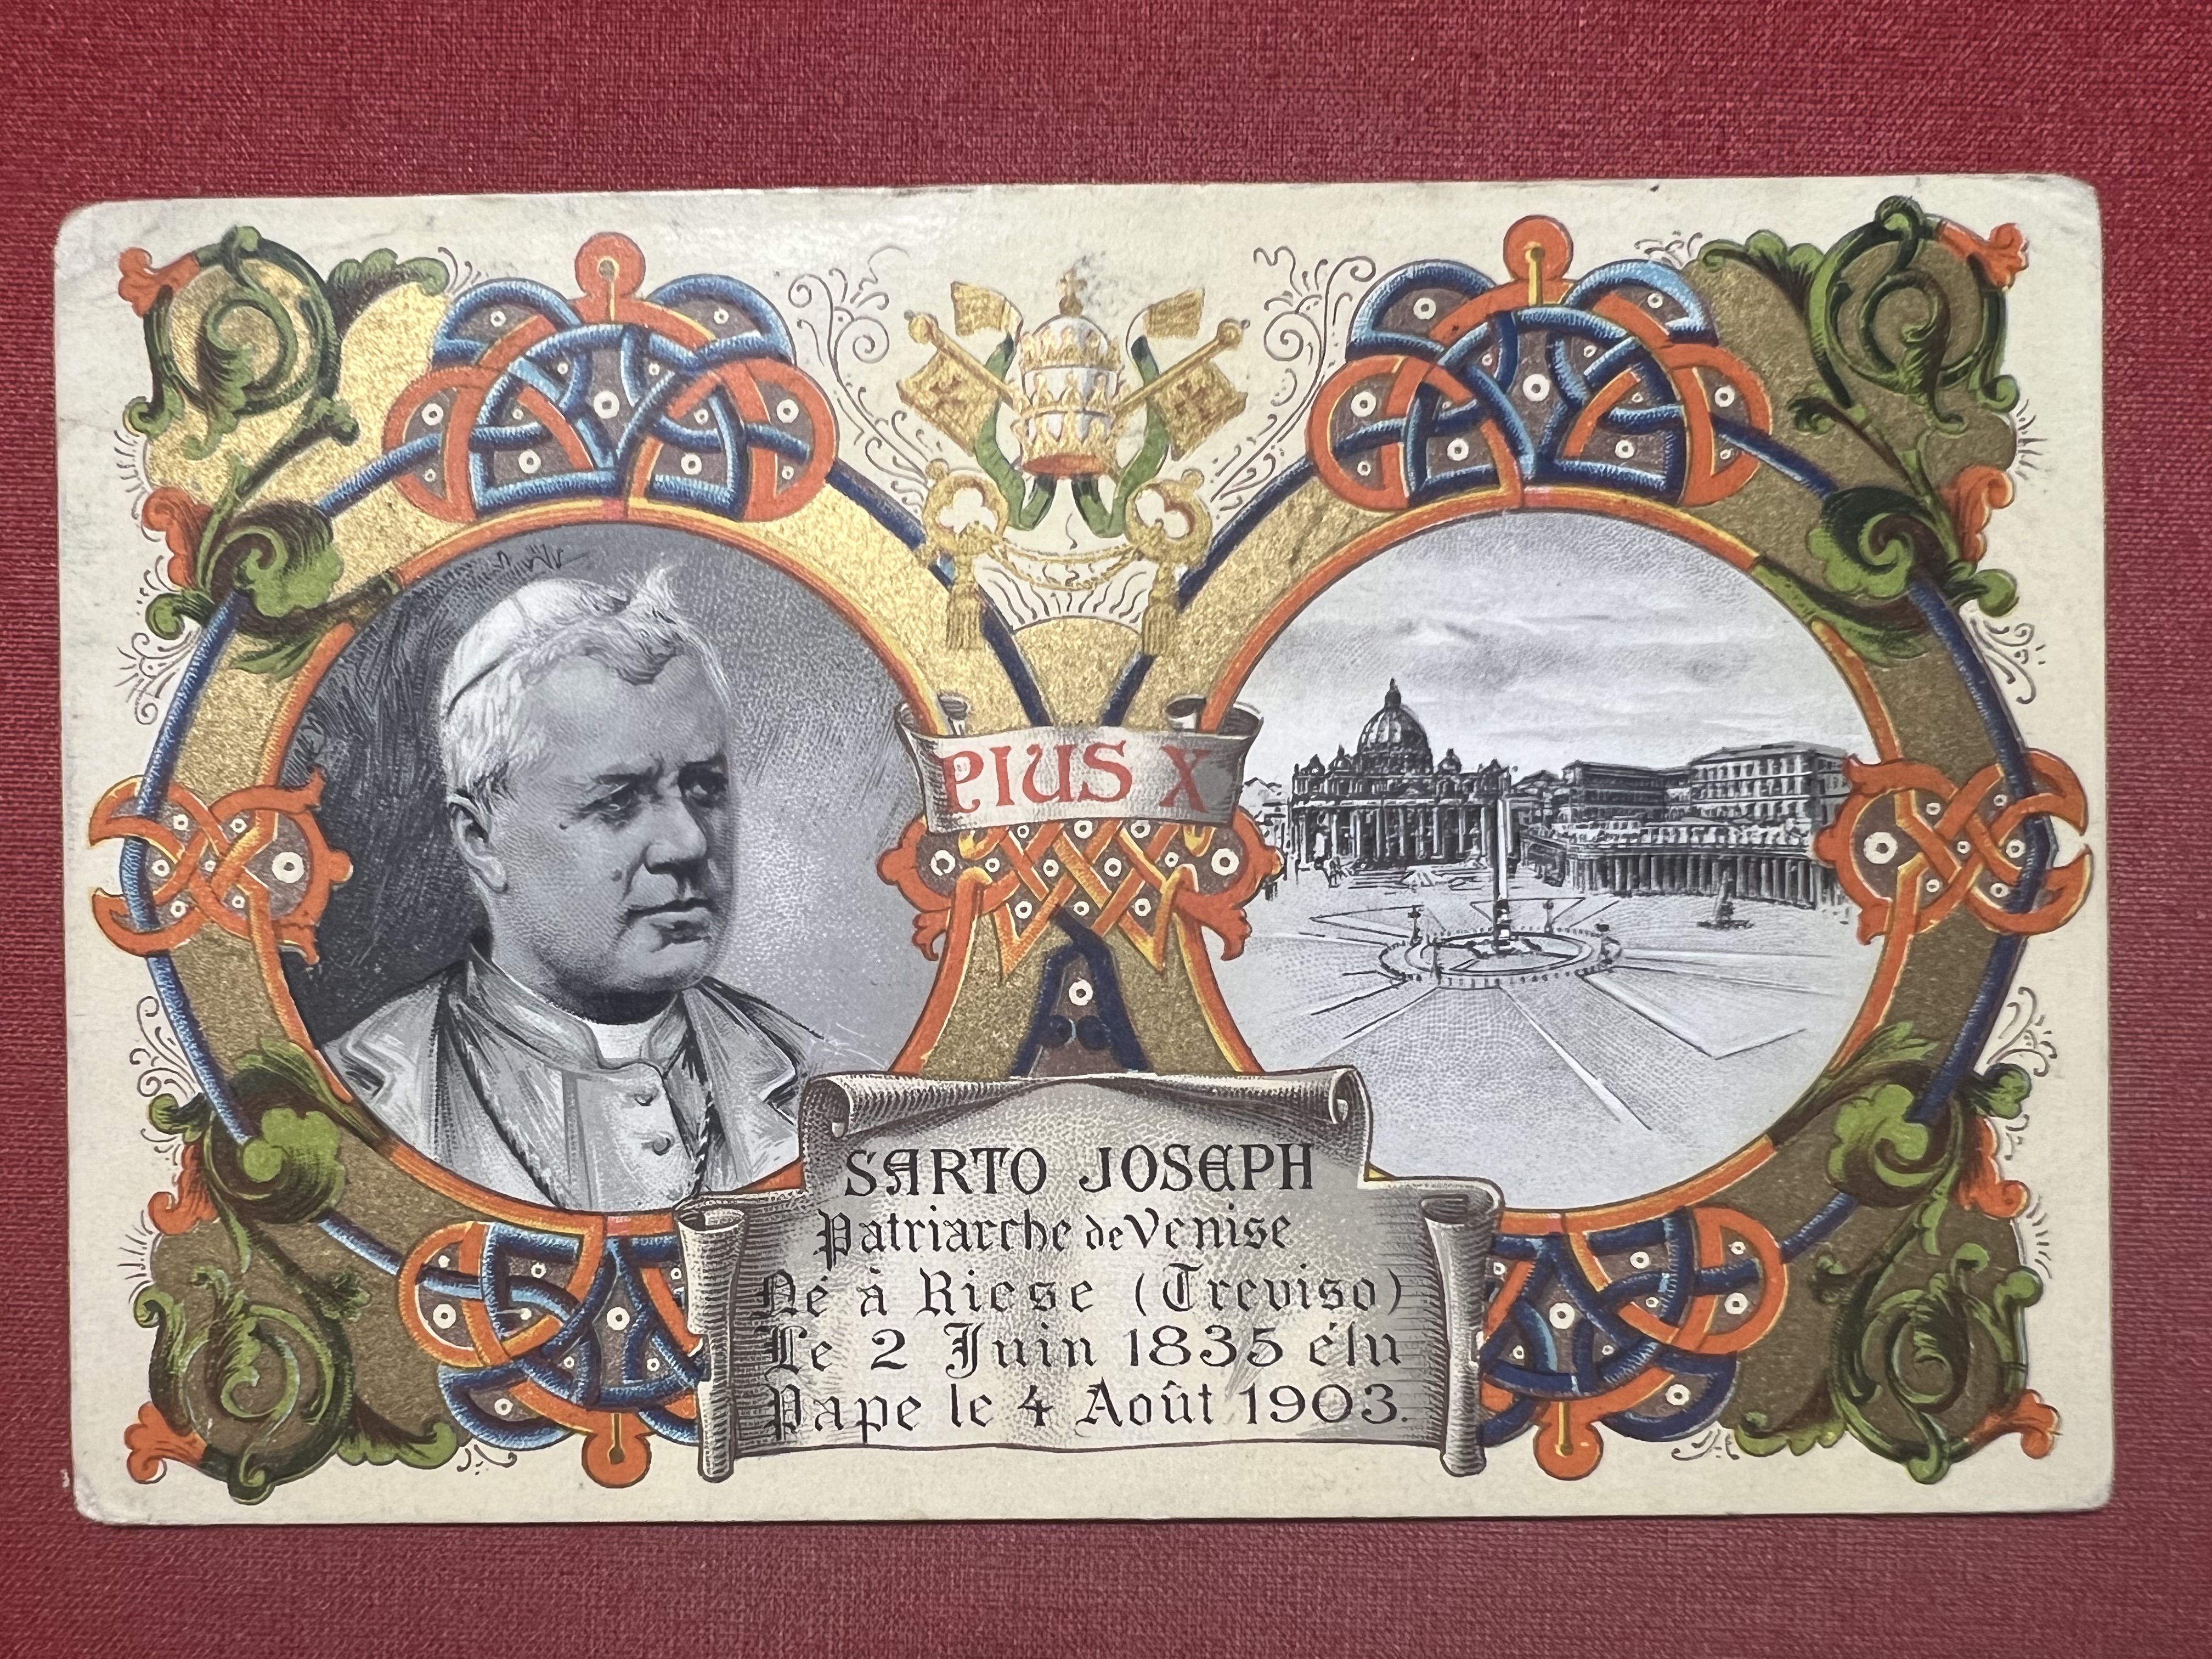 PIUS X
SARTO JOSEPH
Patriarche de Venise
Né à Riese (Treviso)
Le 2 Juin 1835 élu
Pape le 4 Août 1903.